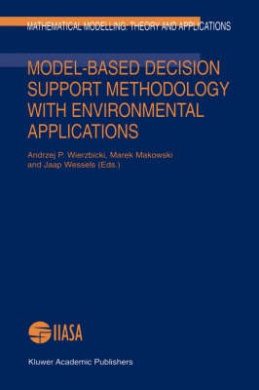 MATHEMATICAL MODELLING: THEORY AND APPLICATIONS
MODEL-BASED DECISION
SUPPORT METHODOLOGY
WITH ENVIRONMENTAL
APPLICATIONS
Andrzej P. Wierzbicki, Marek Makowski
and Jaap Wessels (Eds.)
IIASA
Kluwer Academic Publishers